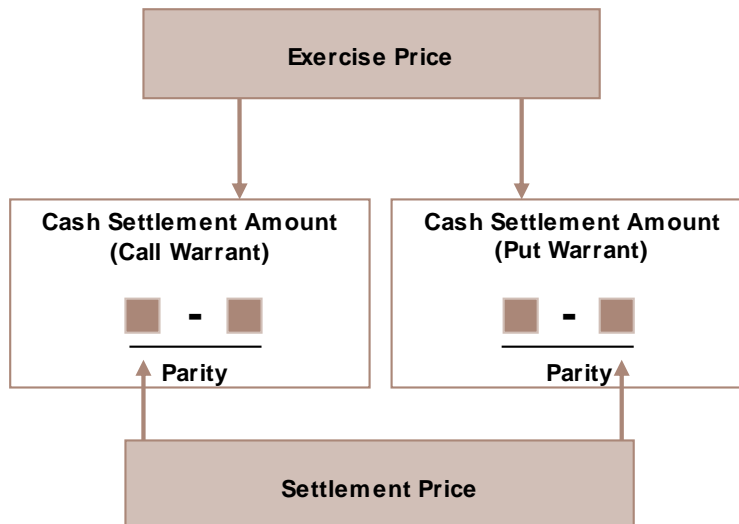 Exercise Price
Cash Settlement Amount
(Call Warrant)
-
Parity
Cash Settlement Amount
(Put Warrant)
-
Parity
Settlement Price